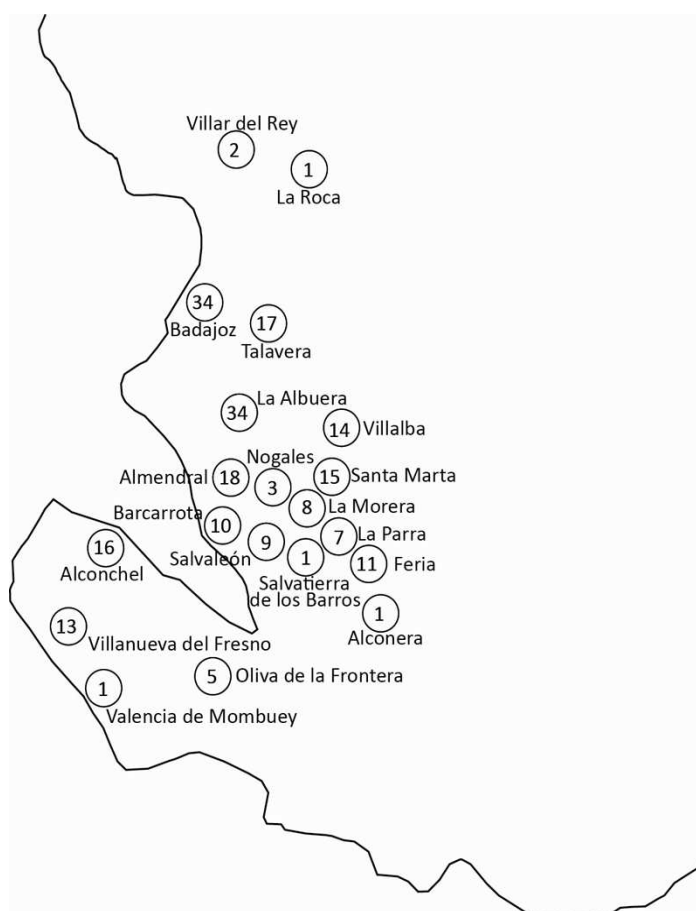 Villar del Rey
2
1
La Roca
34
Badajoz
17
Talavera
La Albuera
34
14
Villalba
Nogales
Almendral
18
3
15
Santa Marta
8
La Morera
Barcarrota
10
7
La Parra
9
Salvaleón
1
Salvatierra
de los Barros
11
Feria
16
Alconchel
1
Alconera
13
Villanueva del Fresno
5
Oliva de la Frontera
1
Valencia de Mombuey